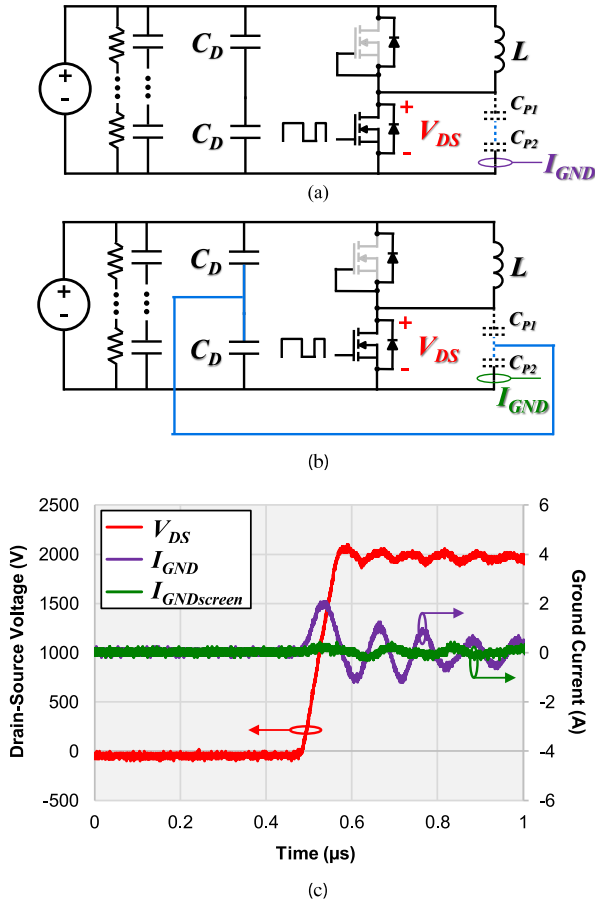 +
-
C_D
C_D
+
V_DS
-
L
C_P1
C_P2
I_GND
(a)
+
-
C_D
C_D
+
V_DS
-
L
C_P1
C_P2
I_GND
(b)
Drain-Source Voltage (V)
2500
2000
1500
1000
500
0
-500
V_DS
I_GND
I_GNDscreen
6
4
2
0
-2
-4
-6
Ground Current (A)
0 0.2 0.4 0.6 0.8 1
Time (µs)
(c)